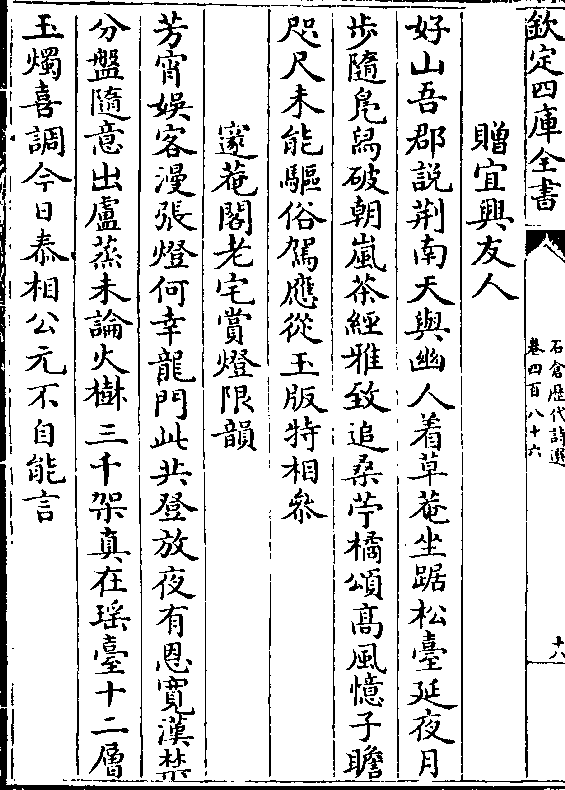 欽定四庫全書
石倉歷代詩選
卷四百八十六
十八
贈宜興友人
好山吾郡說荆南天與幽人着草菴坐踞松臺延夜月
步隨鳬舄破朝嵐茶經雅致追桑苧橘頌髙風憶子瞻
咫尺未能驅俗駕應從玉版特相叅
邃菴閣老宅賞燈限韻
芳宵娯客漫張燈何幸龍門此共登放夜有恩寛漢禁
分盤隨意出盧蒸未論火樹三千架真在瑶臺十二層
玉燭喜調今日泰相公元不自能言